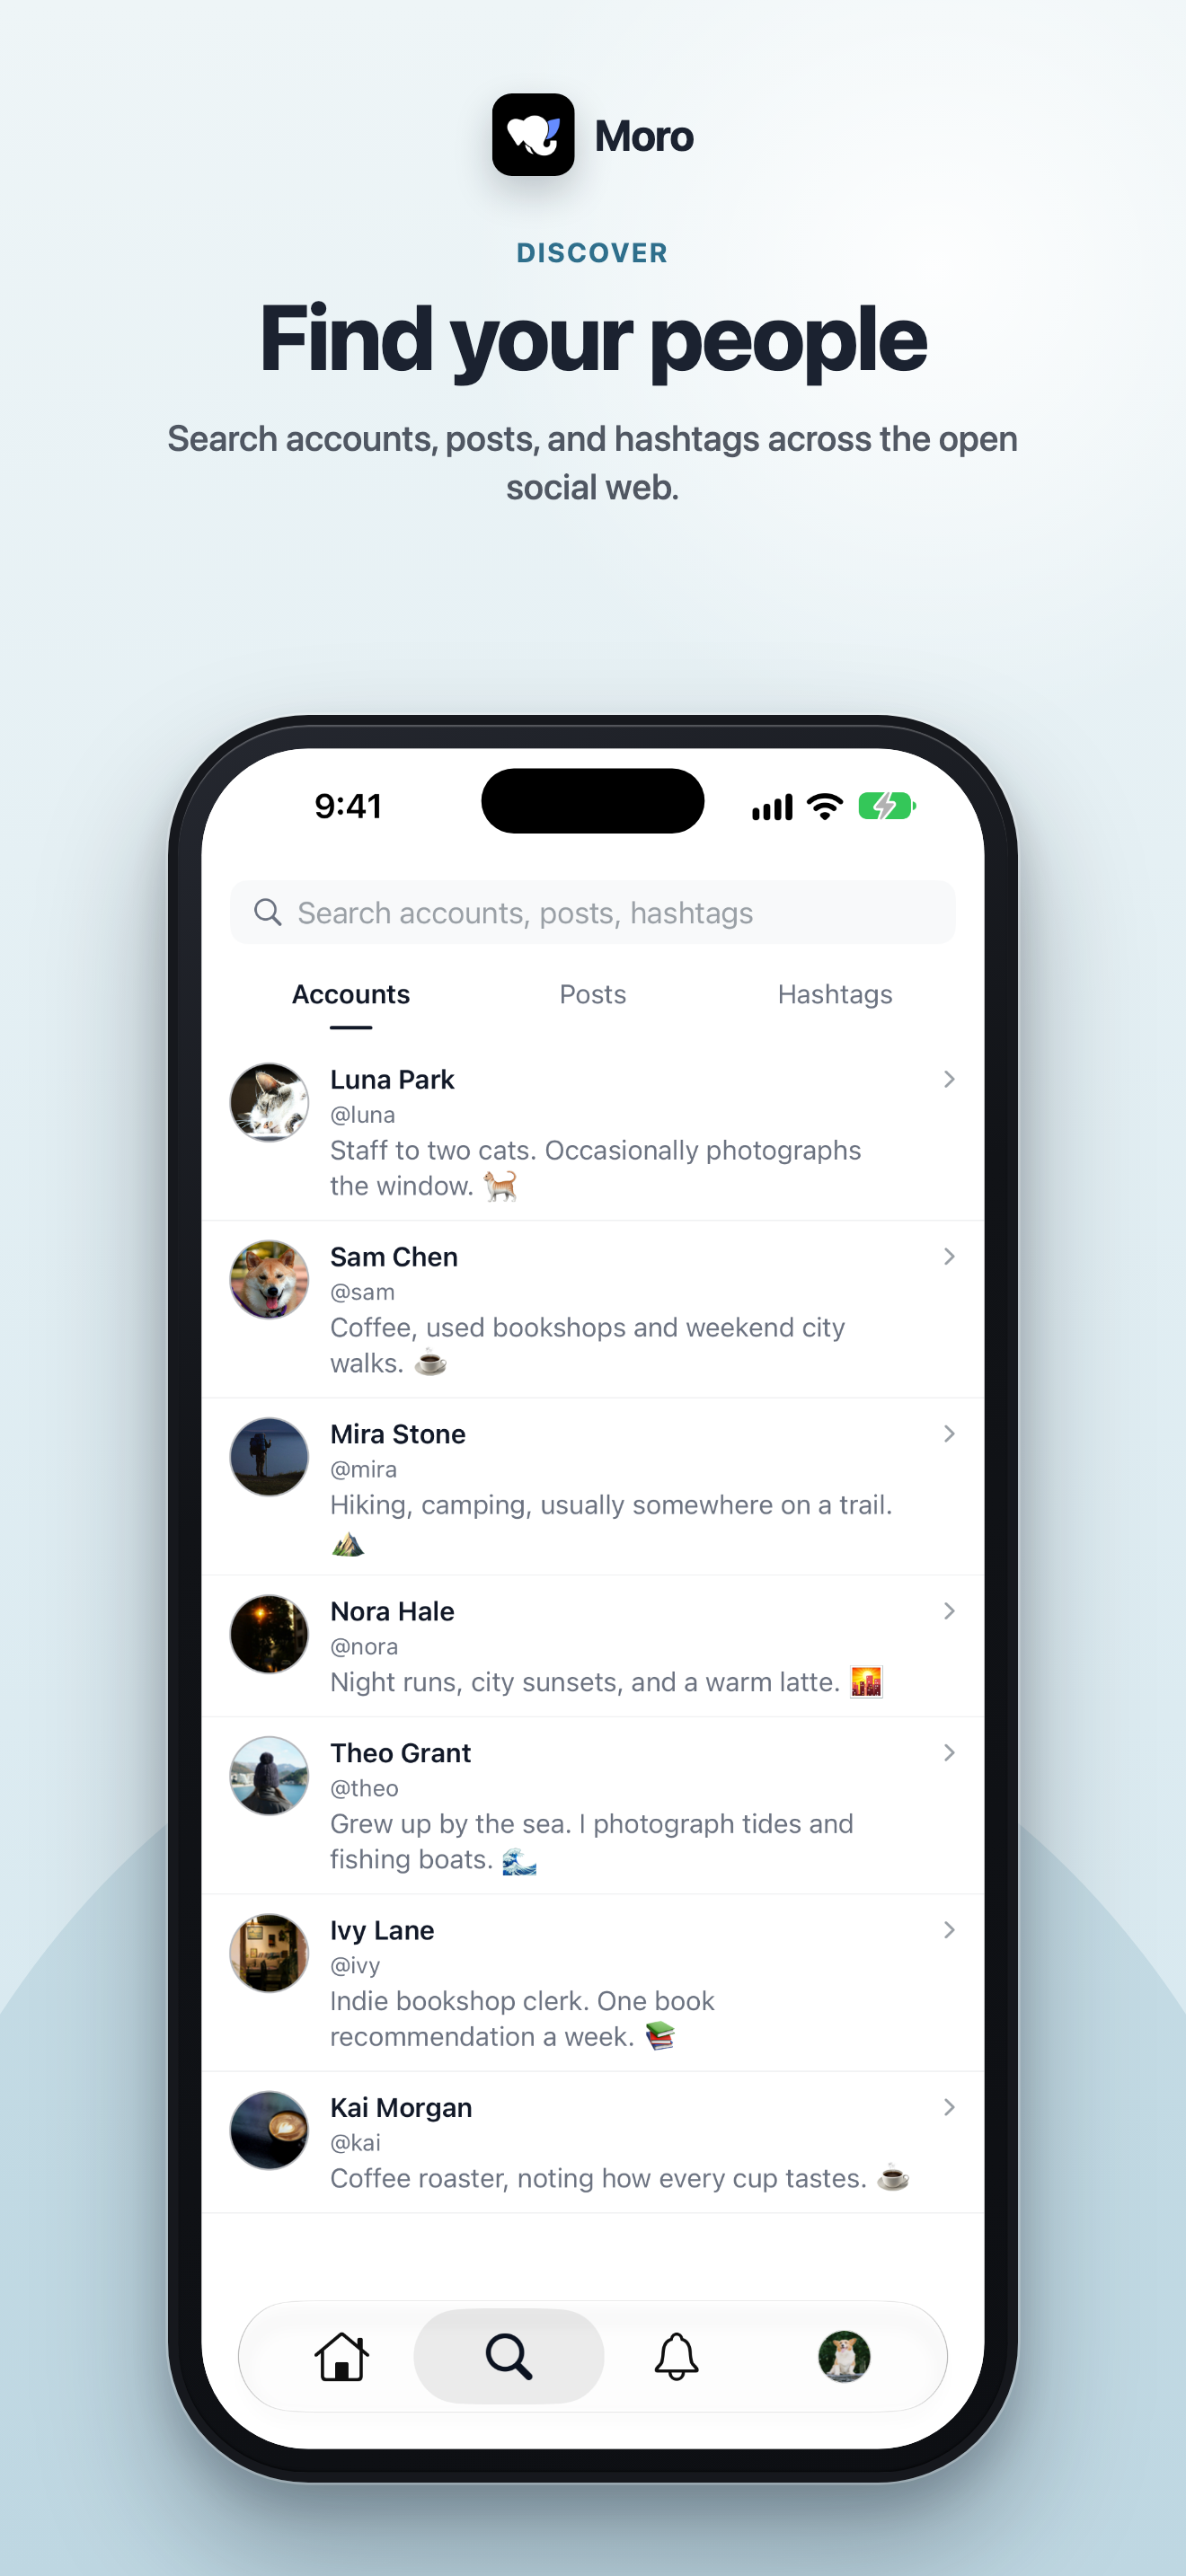 Moro
DISCOVER
Find your people
Search accounts, posts, and hashtags across the open
social web.
9:41
Search accounts, posts, hashtags
Accounts Posts Hashtags
Luna Park
@luna
Staff to two cats. Occasionally photographs
the window. 🐈
Sam Chen
@sam
Coffee, used bookshops and weekend city
walks. ☕
Mira Stone
@mira
Hiking, camping, usually somewhere on a trail.
⛰️
Nora Hale
@nora
Night runs, city sunsets, and a warm latte. 🌇
Theo Grant
@theo
Grew up by the sea. I photograph tides and
fishing boats. 🌊
Ivy Lane
@ivy
Indie bookshop clerk. One book
recommendation a week. 📚
Kai Morgan
@kai
Coffee roaster, noting how every cup tastes. ☕